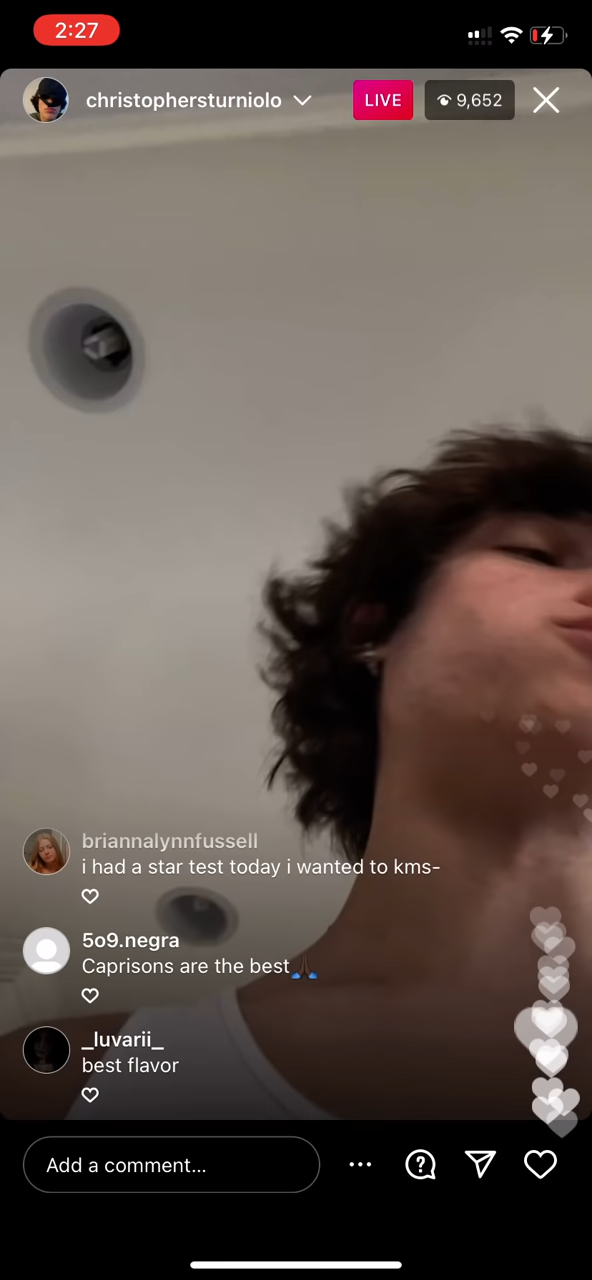 2:27
christophersturniolo
LIVE
9,652
briannalynnfussell
i had a star test today i wanted to kms-
5o9.negra
Caprisons are the best🙏🏿
_luvarii_
best flavor
Add a comment...